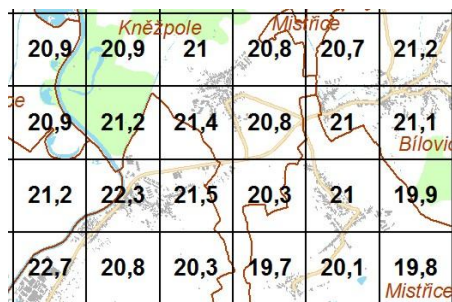 Kněžpole Mistřice
20,9 20,9 21 20,8 20,7 21,2
ce
20,9 21,2 21,4 20,8 21 21,1
Bílovic
21,2 22,3 21,5 20,3 21 19,9
22,7 20,8 20,3 19,7 20,1 19,8
Mistřice